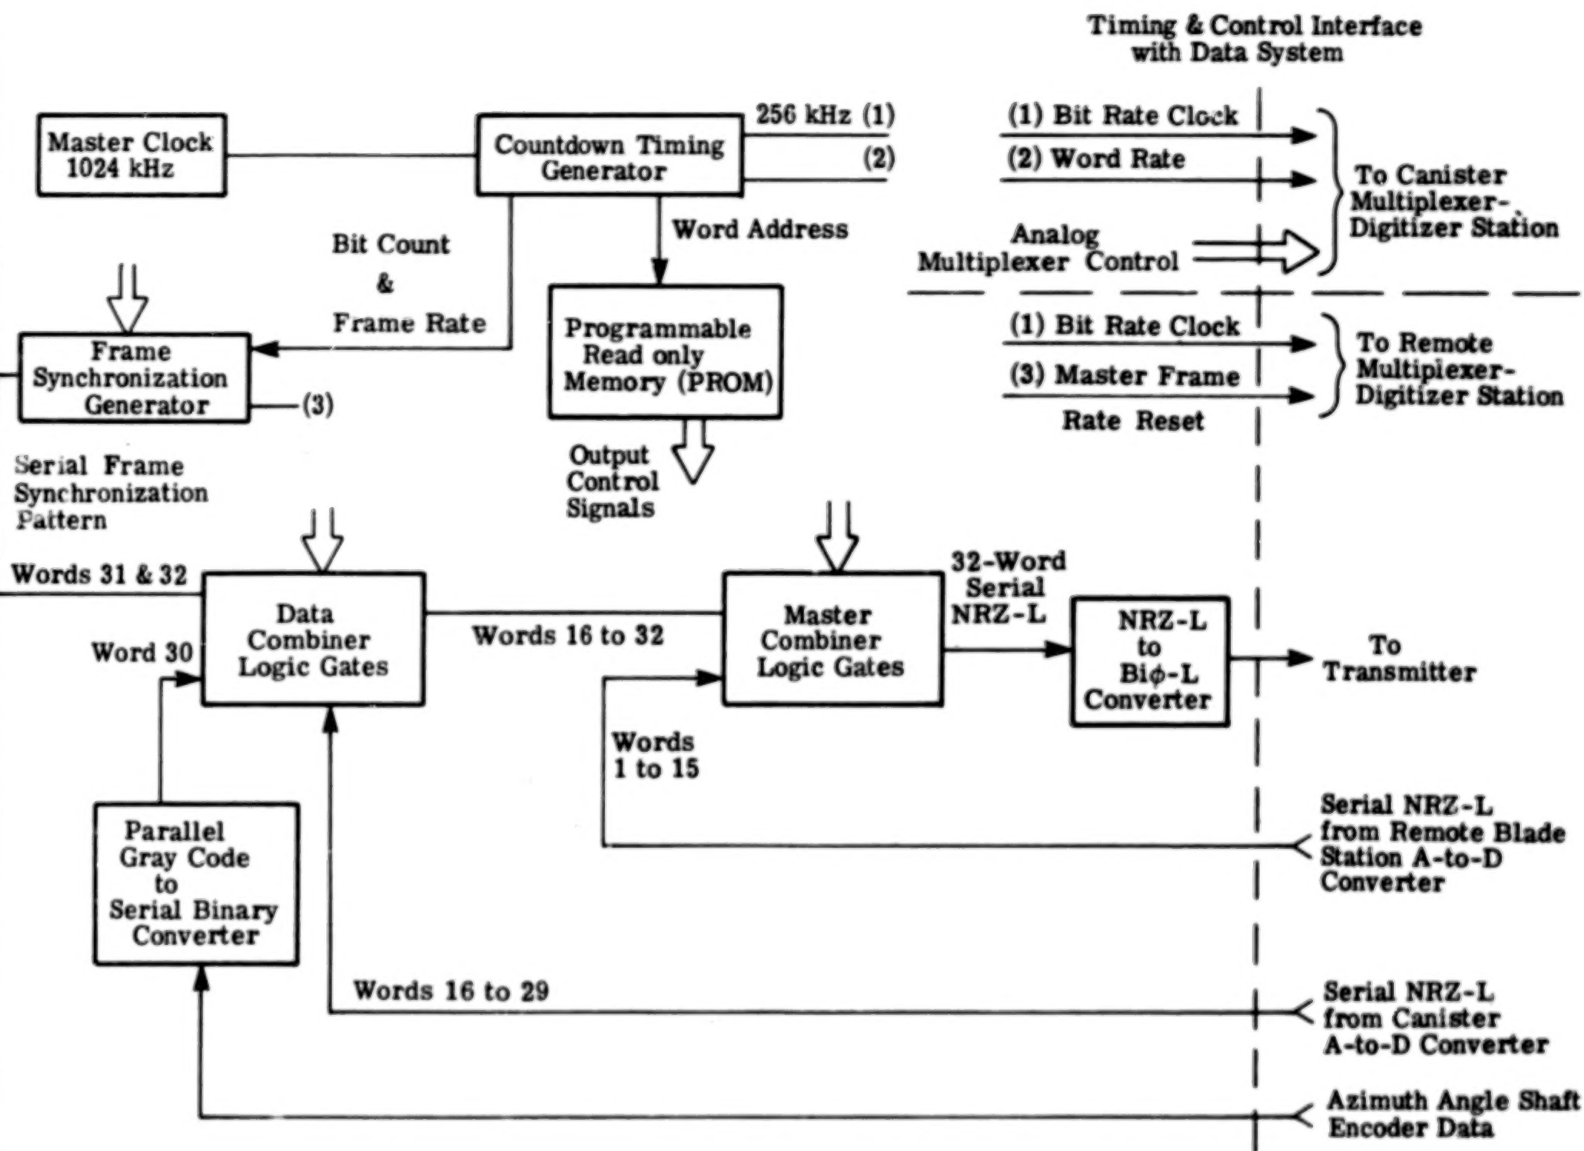 Timing & Control Interface
with Data System
Master Clock
1024 kHz
Countdown Timing
Generator
256 kHz (1)
(2)
(1) Bit Rate Clock
(2) Word Rate
Analog
Multiplexer Control
To Canister
Multiplexer-
Digitizer Station
Bit Count
&
Frame Rate
Word Address
Frame
Synchronization
Generator
(3)
Programmable
Read only
Memory (PROM)
(1) Bit Rate Clock
(3) Master Frame
Rate Reset
To Remote
Multiplexer-
Digitizer Station
Serial Frame
Synchronization
Pattern
Output
Control
Signals
Words 31 & 32
Word 30
Data
Combiner
Logic Gates
Words 16 to 32
Master
Combiner
Logic Gates
32-Word
Serial
NRZ-L
NRZ-L
to
Biφ-L
Converter
To
Transmitter
Words
1 to 15
Parallel
Gray Code
to
Serial Binary
Converter
Serial NRZ-L
from Remote Blade
Station A-to-D
Converter
Words 16 to 29
Serial NRZ-L
from Canister
A-to-D Converter
Azimuth Angle Shaft
Encoder Data